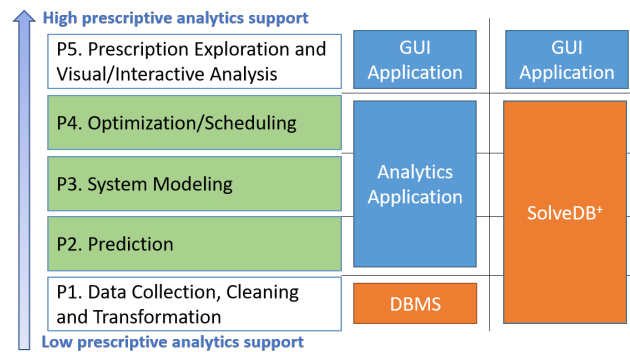 High prescriptive analytics support
P5. Prescription Exploration and
Visual/Interactive Analysis
GUI
Application
GUI
Application
P4. Optimization/Scheduling
P3. System Modeling
P2. Prediction
Analytics
Application
SolveDB⁺
P1. Data Collection, Cleaning
and Transformation
DBMS
Low prescriptive analytics support